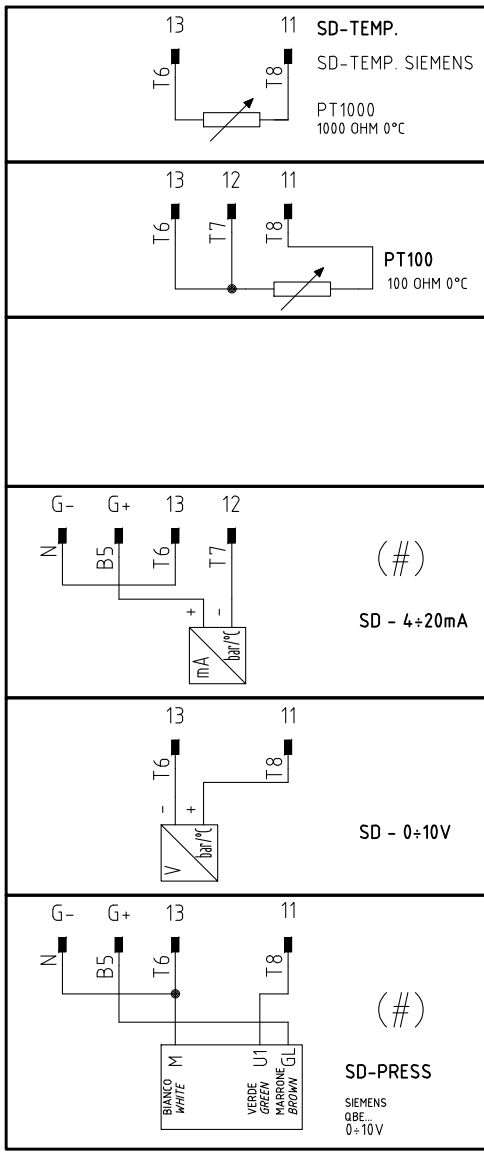 13 11 SD-TEMP.
T6 T8 SD-TEMP. SIEMENS
PT1000
1000 OHM 0°C
13 12 11
T6 T7 T8
PT100
100 OHM 0°C
G- G+ 13 12
N B5 T6 T7
(#)
+ -
mA bar/°C
SD - 4÷20mA
13 11
T6 T8
- +
V bar/°C
SD - 0÷10V
G- G+ 13 11
N B5 T6 T8
(#)
M U1 GL
BIANCO VERDE MARRONE
WHITE GREEN BROWN
SD-PRESS
SIEMENS
QBE...
0÷10V